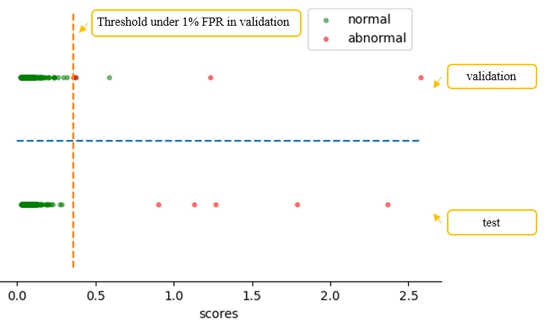 Threshold under 1% FPR in validation
normal
abnormal
validation
test
0.0 0.5 1.0 1.5 2.0 2.5
scores